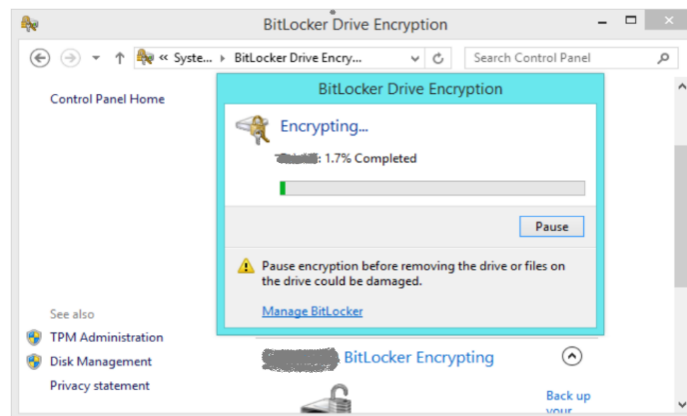 BitLocker Drive Encryption
« Syste... BitLocker Drive Encry...
Search Control Panel
Control Panel Home
BitLocker Drive Encryption
Encrypting...
: 1.7% Completed
Pause
Pause encryption before removing the drive or files on
the drive could be damaged.
Manage BitLocker
See also
TPM Administration
Disk Management
Privacy statement
BitLocker Encrypting
Back up
your